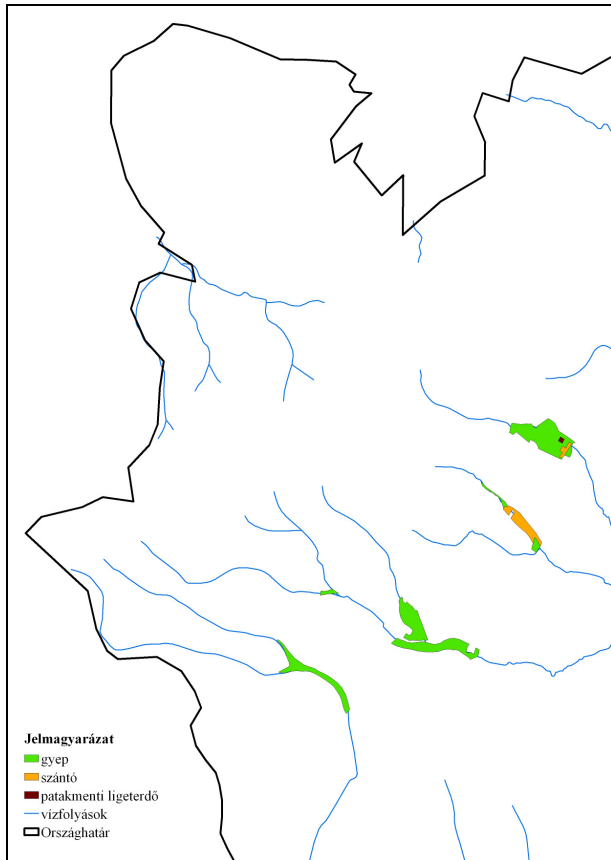 Jelmagyarázat
gyep
szántó
patakmenti ligeterdő
vízfolyások
Országhatár